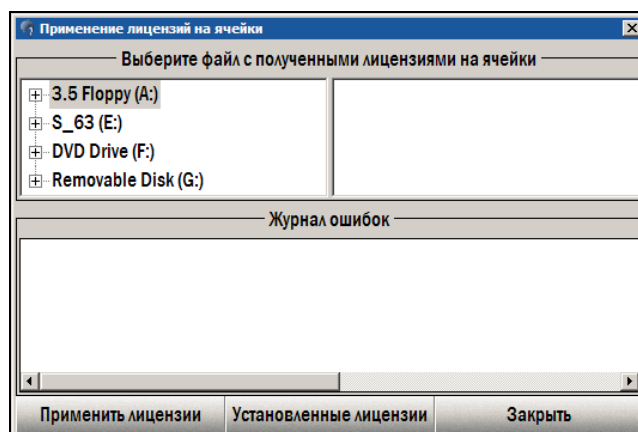 Применение лицензий на ячейки
Выберите файл с полученными лицензиями на ячейки
3.5 Floppy (A:)
S_63 (E:)
DVD Drive (F:)
Removable Disk (G:)
Журнал ошибок
Применить лицензии Установленные лицензии Закрыть